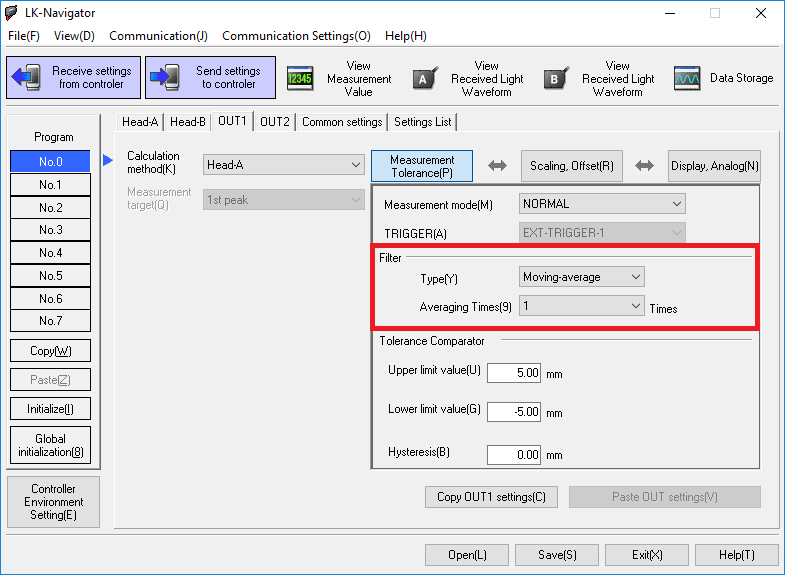 LK-Navigator
File(F) View(D) Communication(J) Communication Settings(O) Help(H)
Receive settings
from controler
Send settings
to controler
12345
View
Measurement
Value
A
View
Received Light
Waveform
B
View
Received Light
Waveform
Data Storage
Program
No.0
No.1
No.2
No.3
No.4
No.5
No.6
No.7
Copy(W)
Paste(Z)
Initialize(I)
Global
initialization(8)
Controller
Environment
Setting(E)
Head-A Head-B OUT1 OUT2 Common settings Settings List
Calculation
method(K)
Head-A
Measurement
target(Q)
1st peak
Measurement
Tolerance(P)
Scaling, Offset(R)
Display, Analog(N)
Measurement mode(M) NORMAL
TRIGGER(A) EXT-TRIGGER-1
Filter
Type(Y) Moving-average
Averaging Times(9) 1 Times
Tolerance Comparator
Upper limit value(U) 5.00 mm
Lower limit value(G) -5.00 mm
Hysteresis(B) 0.00 mm
Copy OUT1 settings(C) Paste OUT settings(V)
Open(L) Save(S) Exit(X) Help(T)